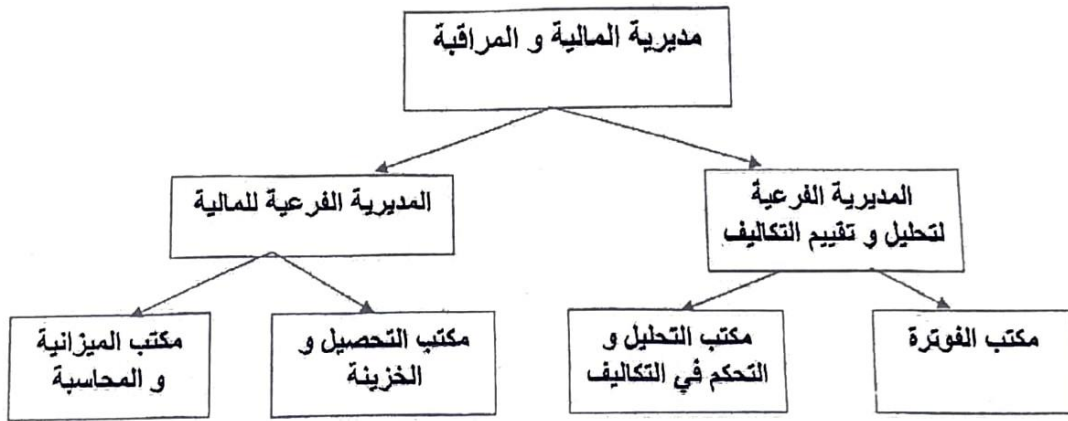 مديرية المالية و المراقبة
المديرية الفرعية
لتحليل و تقييم التكاليف
المديرية الفرعية للمالية
مكتب الفوترة
مكتب التحليل و
التحكم في التكاليف
مكتب التحصيل و
الخزينة
مكتب الميزانية
و المحاسبة